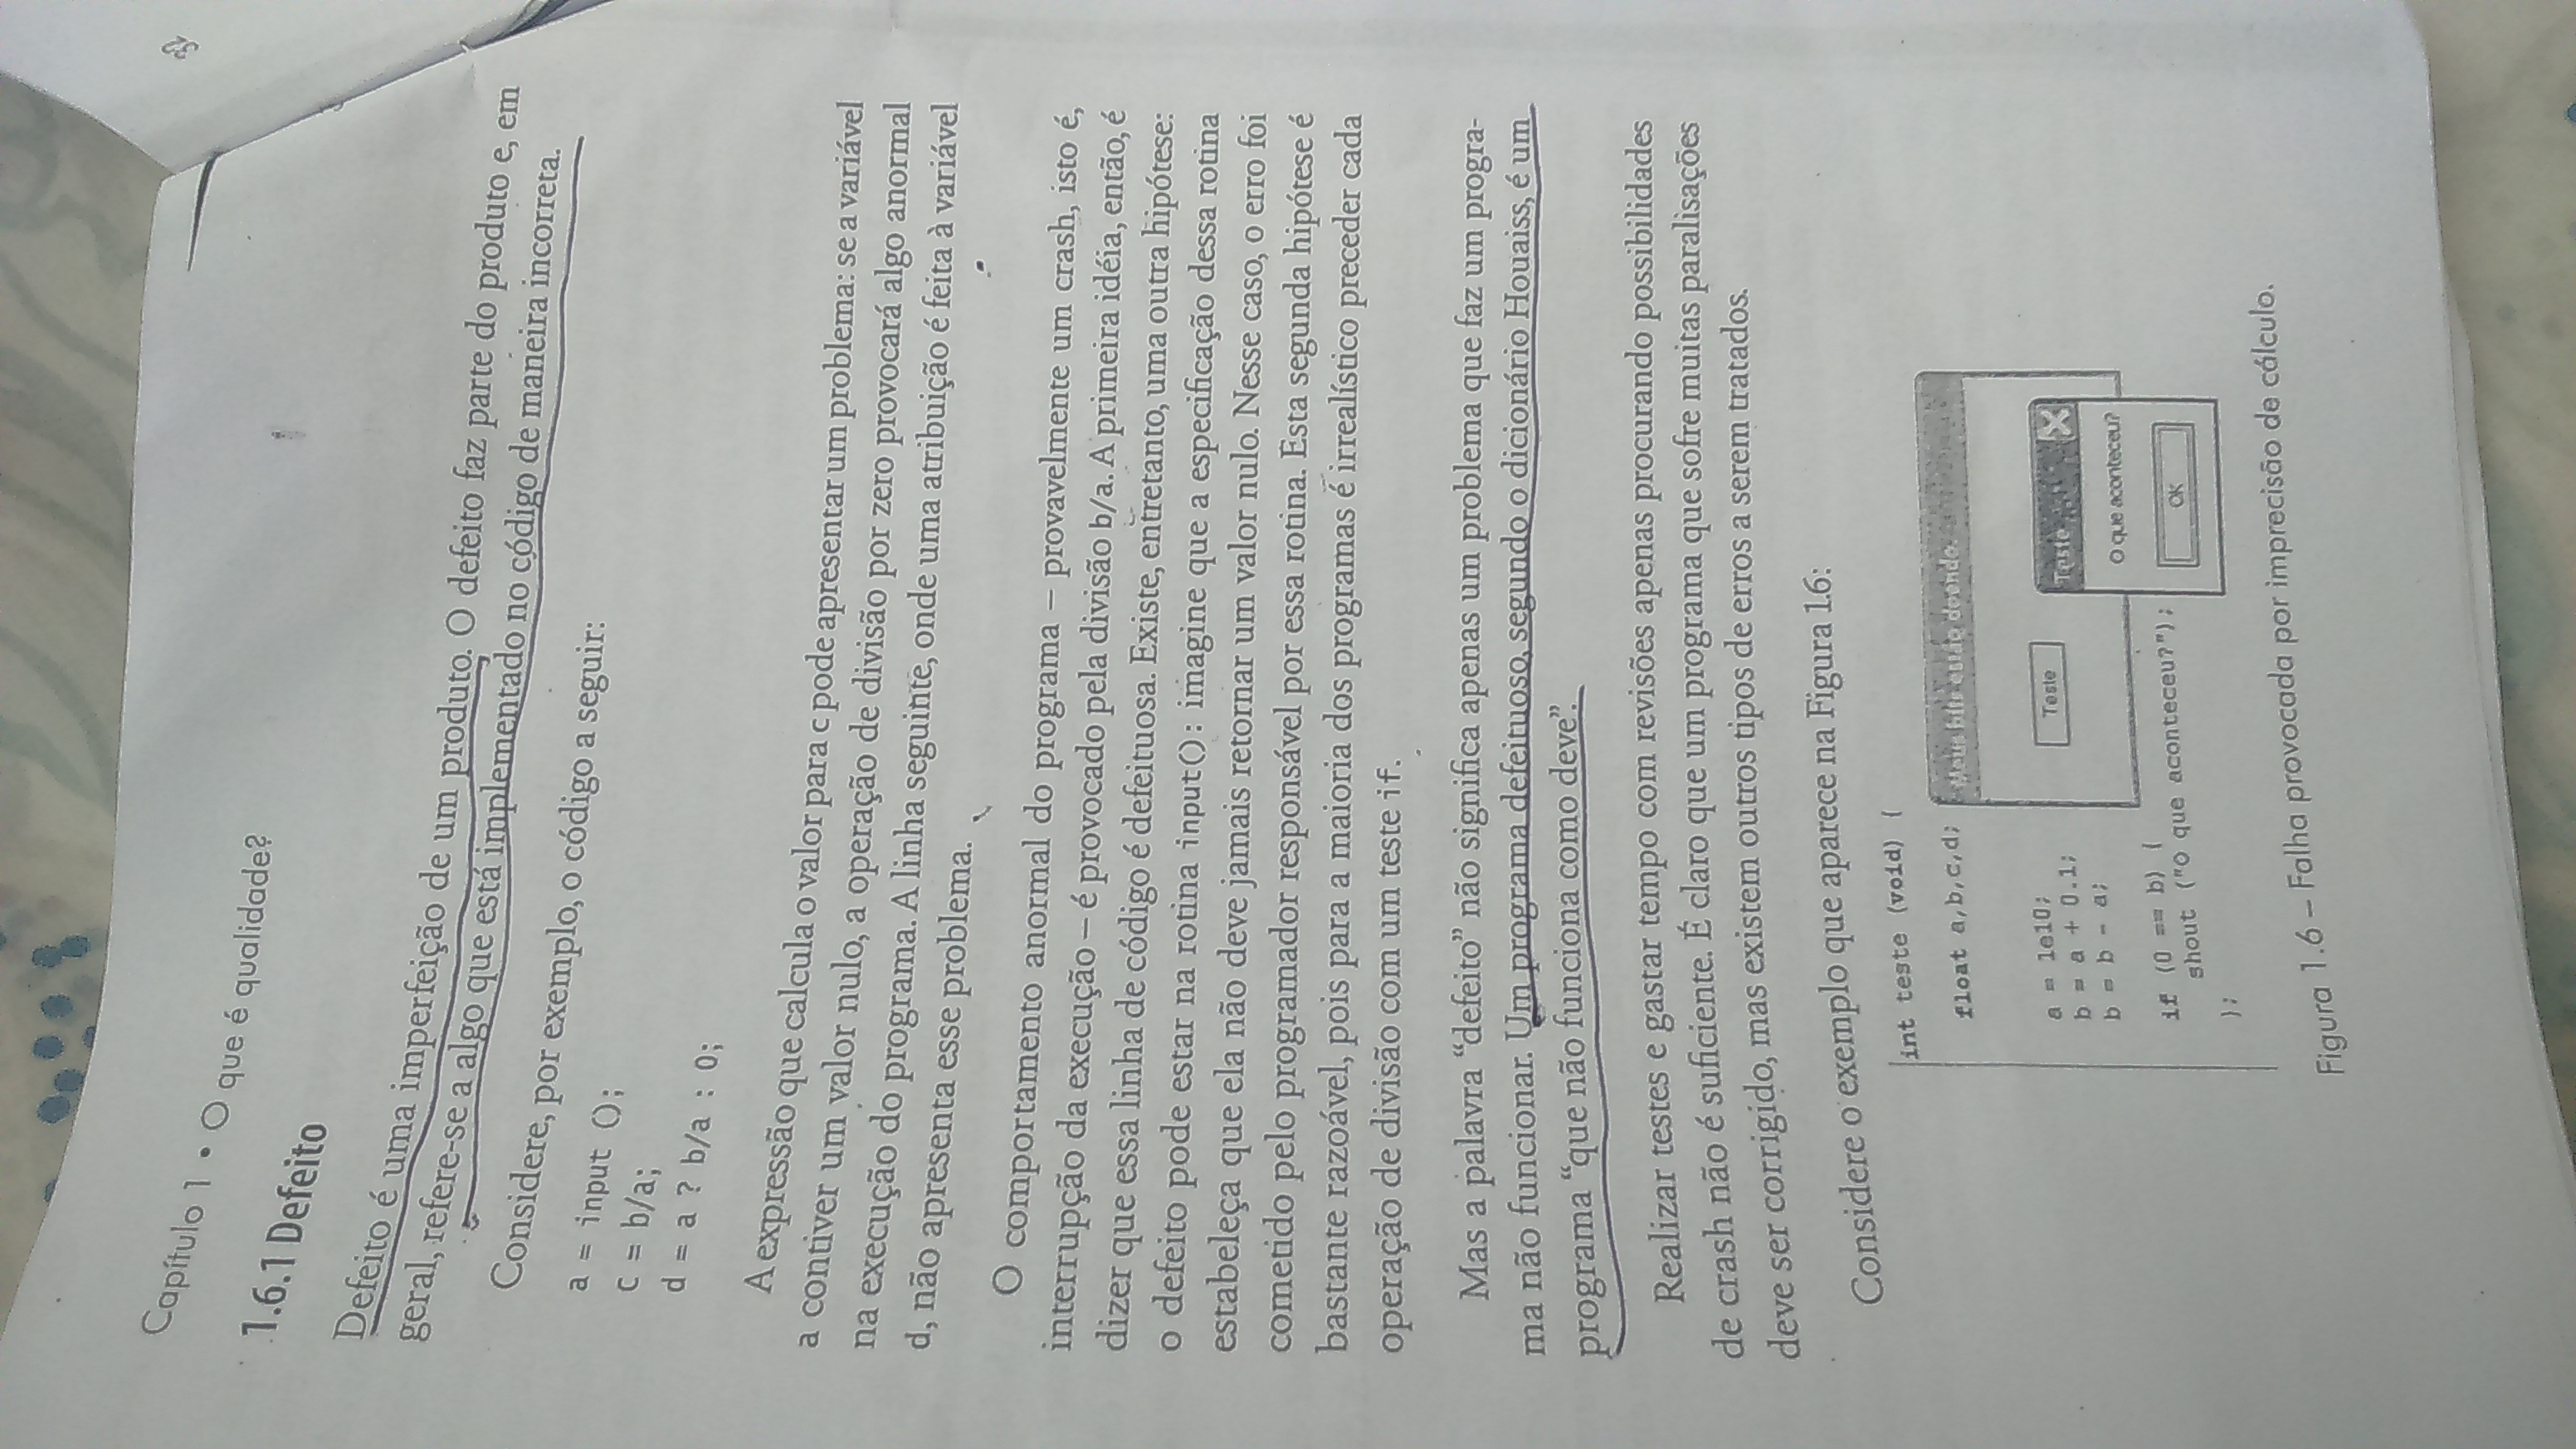 Capítulo 1 • O que é qualidade?
1.6.1 Defeito
Defeito é uma imperfeição de um produto. O defeito faz parte do produto e, em
geral, refere-se a algo que está implementado no código de maneira incorreta.
Considere, por exemplo, o código a seguir:
a = input ();
c = b/a;
d = a ? b/a : 0;
A expressão que calcula o valor para c pode apresentar um problema: se a variável
a contiver um valor nulo, a operação de divisão por zero provocará algo anormal
na execução do programa. A linha seguinte, onde uma atribuição é feita à variável
d, não apresenta esse problema.
O comportamento anormal do programa – provavelmente um crash, isto é,
interrupção da execução – é provocado pela divisão b/a. A primeira idéia, então, é
dizer que essa linha de código é defeituosa. Existe, entretanto, uma outra hipótese:
o defeito pode estar na rotina input(): imagine que a especificação dessa rotina
estabeleça que ela não deve jamais retornar um valor nulo. Nesse caso, o erro foi
cometido pelo programador responsável por essa rotina. Esta segunda hipótese é
bastante razoável, pois para a maioria dos programas é irrealístico preceder cada
operação de divisão com um teste if.
Mas a palavra “defeito” não significa apenas um problema que faz um progra-
ma não funcionar. Um programa defeituoso, segundo o dicionário Houaiss, é um
programa “que não funciona como deve”.
Realizar testes e gastar tempo com revisões apenas procurando possibilidades
de crash não é suficiente. É claro que um programa que sofre muitas paralisações
deve ser corrigido, mas existem outros tipos de erros a serem tratados.
Considere o exemplo que aparece na Figura 1.6:
int teste (void) {
float a,b,c,d;
Meus bits estão doendo.
a = 1e10;
b = a + 0.1;
b = b - a;
Teste
Teste
O que aconteceu?
OK
if (0 == b) {
shout ("O que aconteceu?");
};
Figura 1.6 – Falha provocada por imprecisão de cálculo.